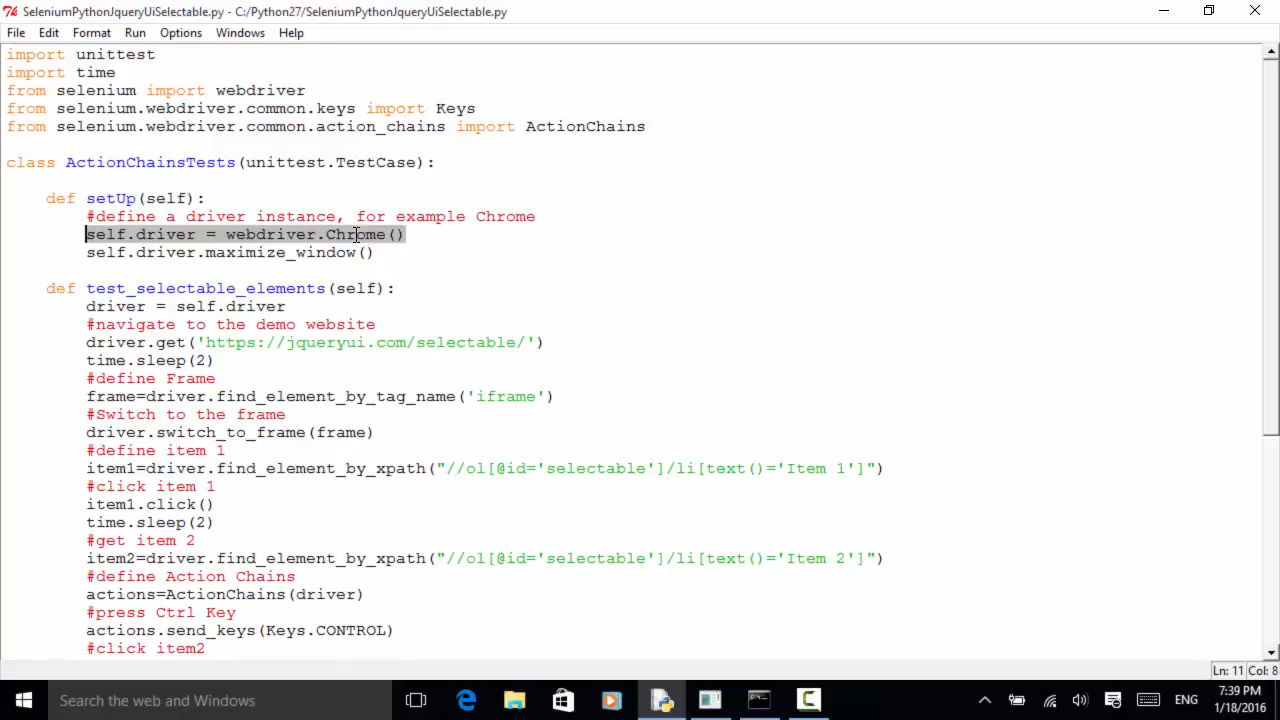 SeleniumPythonJqueryUiSelectable.py - C:/Python27/SeleniumPythonJqueryUiSelectable.py
File Edit Format Run Options Windows Help
import unittest
import time
from selenium import webdriver
from selenium.webdriver.common.keys import Keys
from selenium.webdriver.common.action_chains import ActionChains
class ActionChainsTests(unittest.TestCase):
def setUp(self):
#define a driver instance, for example Chrome
self.driver = webdriver.Chrome()
self.driver.maximize_window()
def test_selectable_elements(self):
driver = self.driver
#navigate to the demo website
driver.get('https://jqueryui.com/selectable/')
time.sleep(2)
#define Frame
frame=driver.find_element_by_tag_name('iframe')
#Switch to the frame
driver.switch_to_frame(frame)
#define item 1
item1=driver.find_element_by_xpath("//ol[@id='selectable']/li[text()='Item 1']")
#click item 1
item1.click()
time.sleep(2)
#get item 2
item2=driver.find_element_by_xpath("//ol[@id='selectable']/li[text()='Item 2']")
#define Action Chains
actions=ActionChains(driver)
#press Ctrl Key
actions.send_keys(Keys.CONTROL)
#click item2
Ln: 11 Col: 8
Search the web and Windows
ENG
7:39 PM
1/18/2016